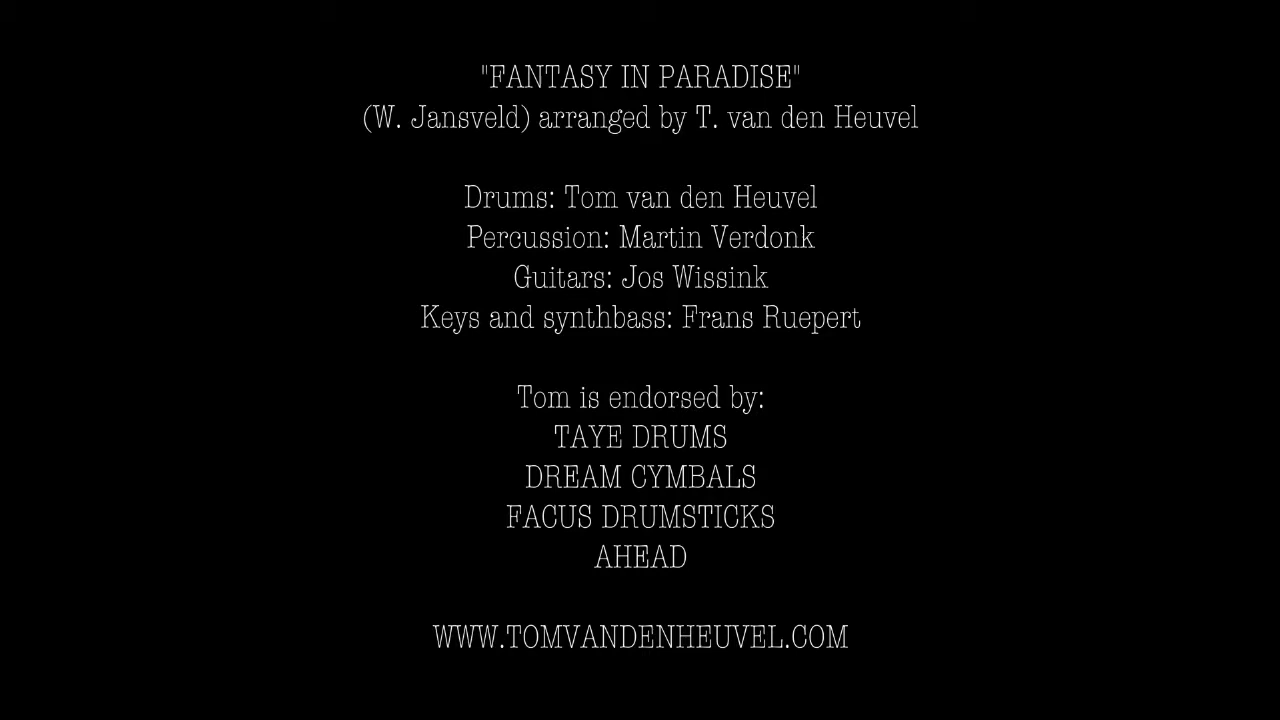 "FANTASY IN PARADISE"
(W. Jansveld) arranged by T. van den Heuvel
Drums: Tom van den Heuvel
Percussion: Martin Verdonk
Guitars: Jos Wissink
Keys and synthbass: Frans Ruepert
Tom is endorsed by:
TAYE DRUMS
DREAM CYMBALS
FACUS DRUMSTICKS
AHEAD
WWW.TOMVANDENHEUVEL.COM